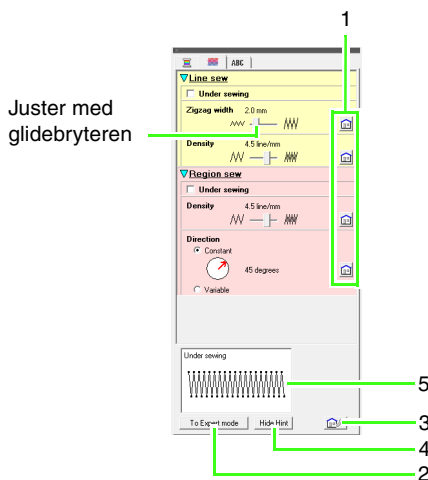 1
ABC
Line sew
Under sewing
Juster med
glidebryteren
Zigzag width 2.0 mm
Density 4.5 line/mm
Region sew
Under sewing
Density 4.5 line/mm
Direction
Constant
45 degrees
Variable
Under sewing
5
To Expert mode Hide Hint
3
4
2